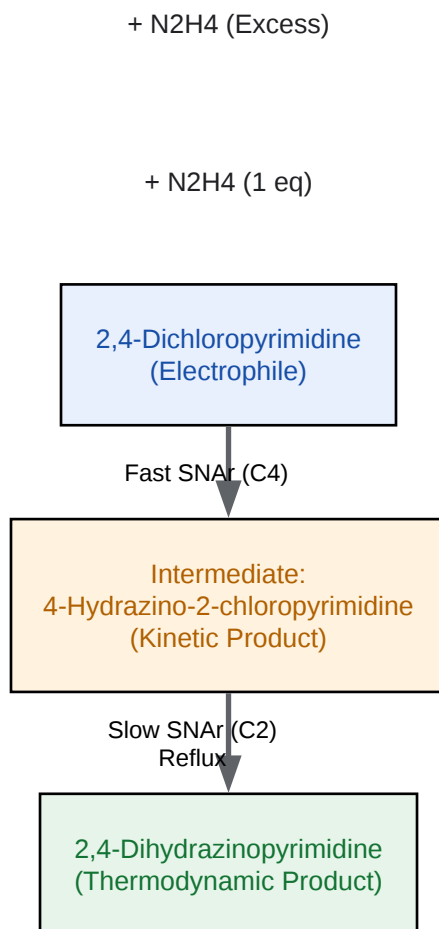 + N2H4 (Excess)
+ N2H4 (1 eq)
2,4-Dichloropyrimidine
(Electrophile)
Fast SNAr (C4)
Intermediate:
4-Hydrazino-2-chloropyrimidine
(Kinetic Product)
Slow SNAr (C2)
Reflux
2,4-Dihydrazinopyrimidine
(Thermodynamic Product)